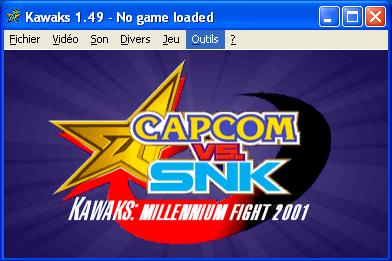 Kawaks 1.49 - No game loaded
Fichier Vidéo Son Divers Jeu Outils ?
CAPCOM
VS.
SNK
KAWAKS: MILLENNIUM FIGHT 2001